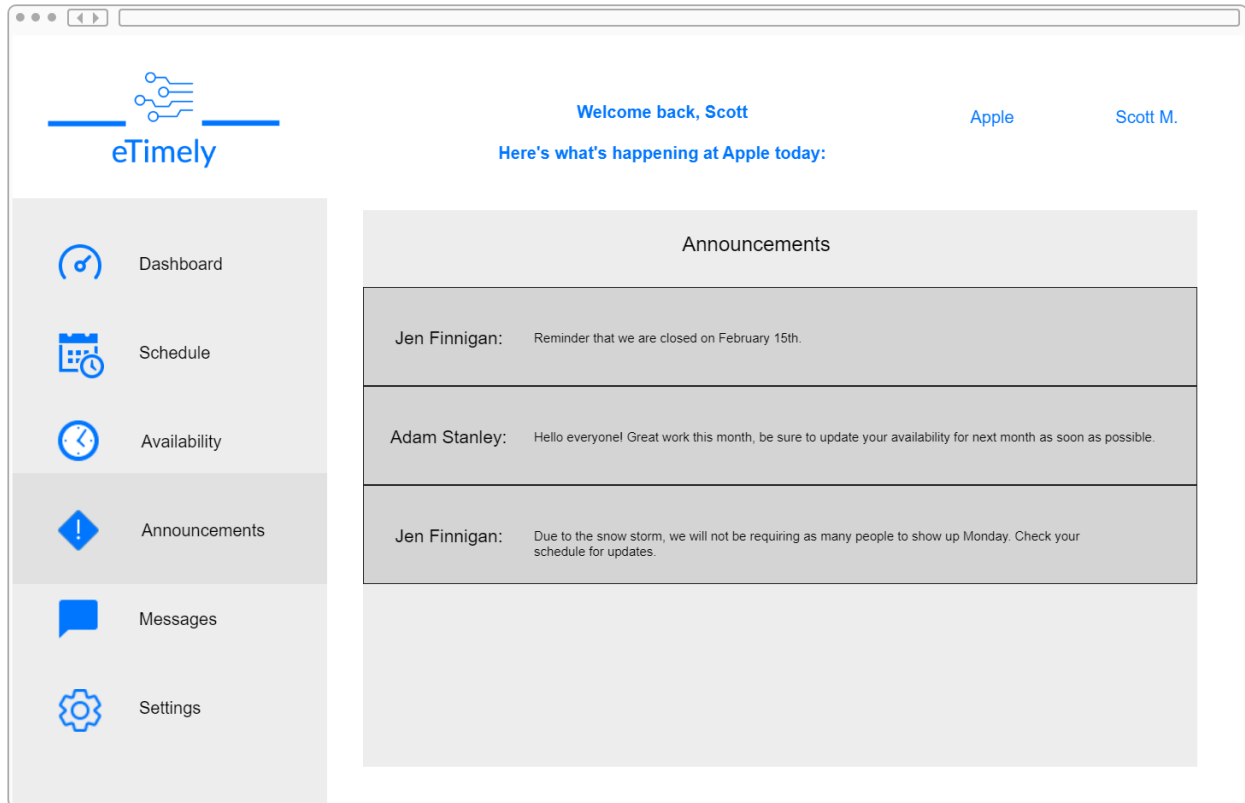 eTimely
Welcome back, Scott
Here's what's happening at Apple today:
Apple
Scott M.
Dashboard
Schedule
Availability
Announcements
Messages
Settings
Announcements
Jen Finnigan:
Reminder that we are closed on February 15th.
Adam Stanley:
Hello everyone! Great work this month, be sure to update your availability for next month as soon as possible.
Jen Finnigan:
Due to the snow storm, we will not be requiring as many people to show up Monday. Check your
schedule for updates.